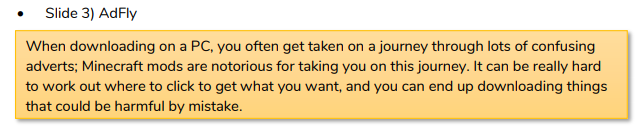 • Slide 3) AdFly
When downloading on a PC, you often get taken on a journey through lots of confusing
adverts; Minecraft mods are notorious for taking you on this journey. It can be really hard
to work out where to click to get what you want, and you can end up downloading things
that could be harmful by mistake.